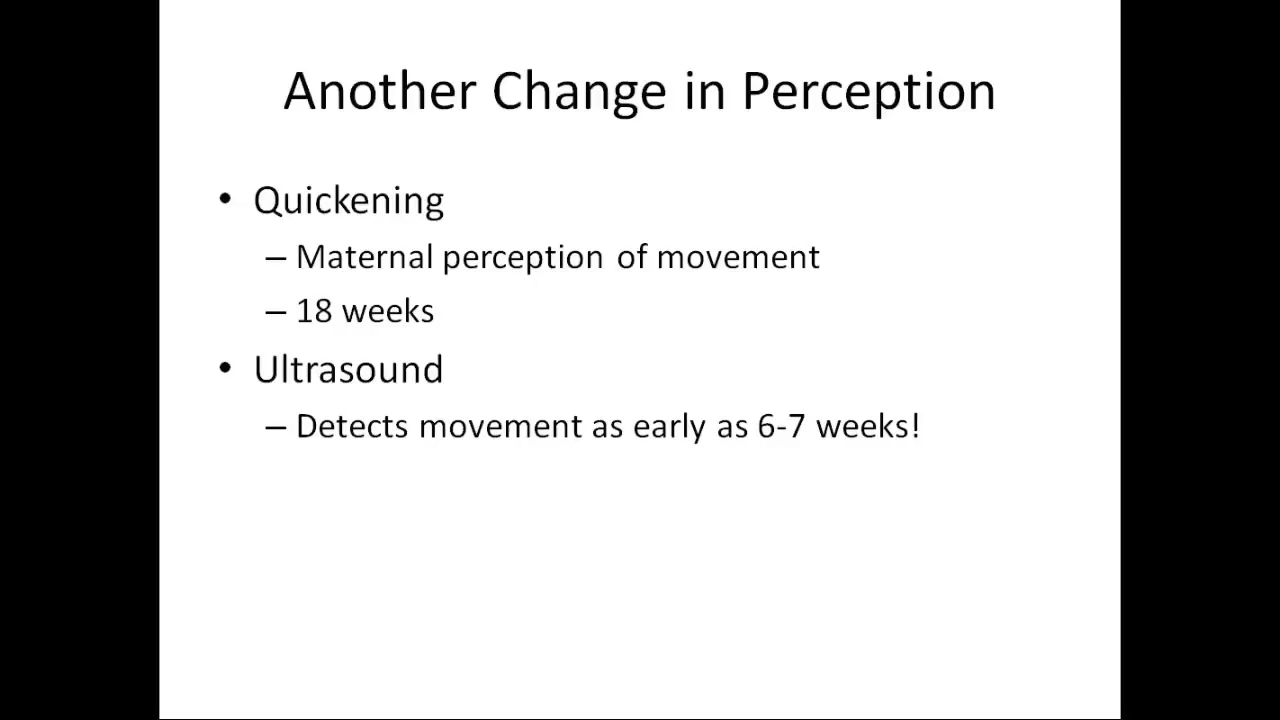 Another Change in Perception
• Quickening
– Maternal perception of movement
– 18 weeks
• Ultrasound
– Detects movement as early as 6-7 weeks!